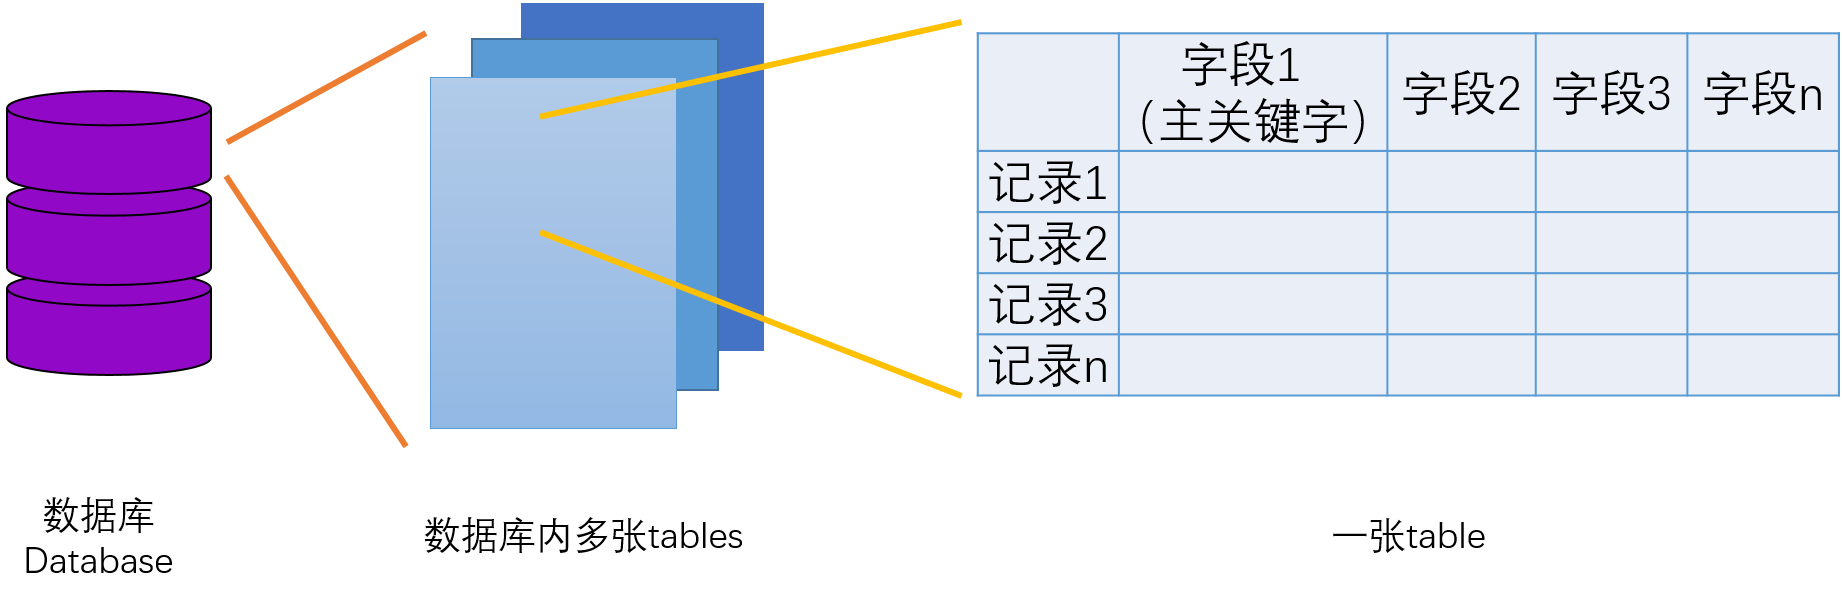 字段1
（主关键字）
字段2
字段3
字段n
记录1
记录2
记录3
记录n
数据库
Database
数据库内多张tables
一张table